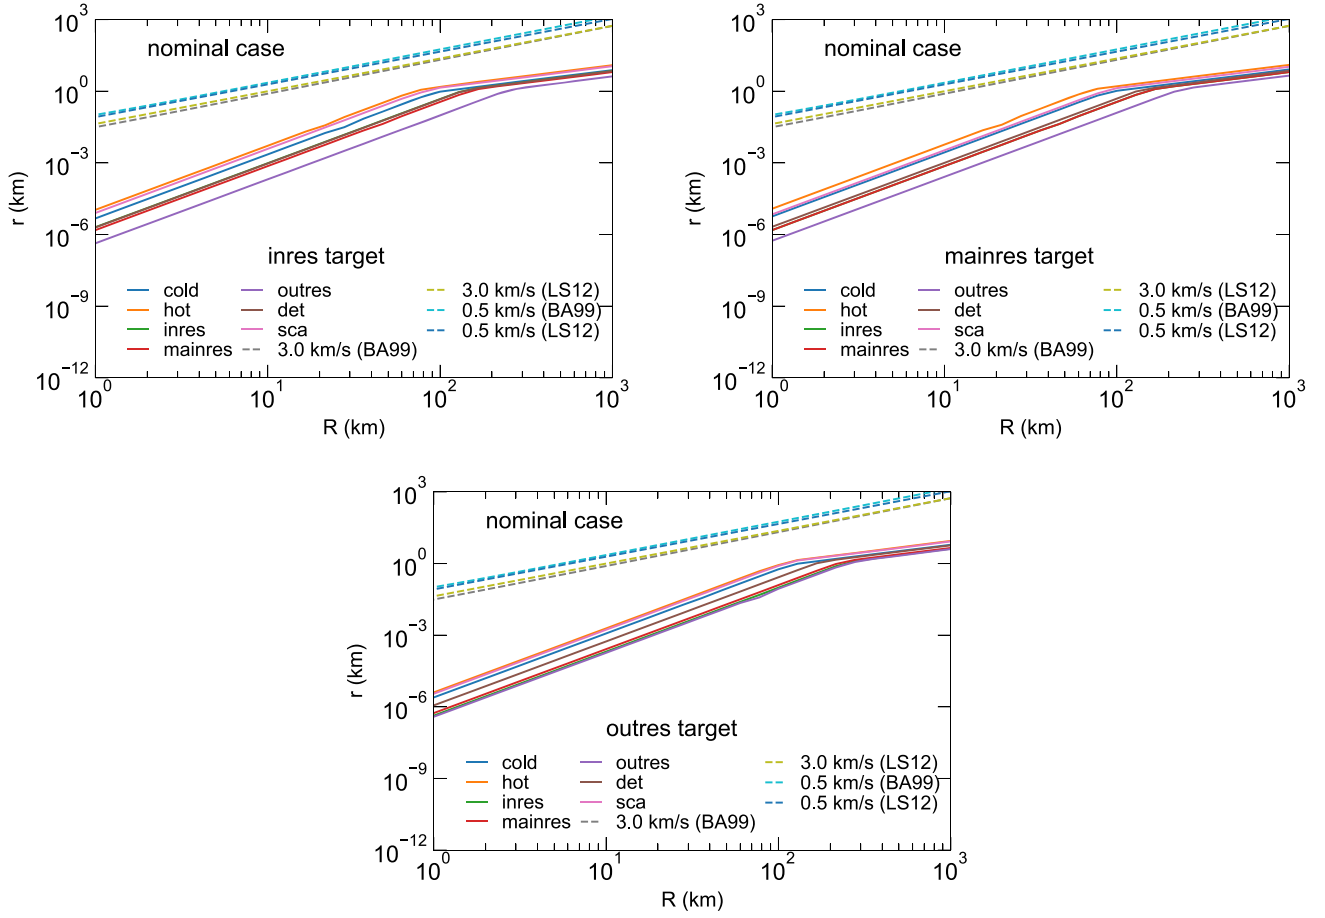 nominal case
r (km)
10^3
10^0
10^−3
10^−6
10^−9
10^−12
inres target
cold
hot
inres
mainres
outres
det
sca
3.0 km/s (BA99)
3.0 km/s (LS12)
0.5 km/s (BA99)
0.5 km/s (LS12)
10^0 10^1 10^2 10^3
R (km)
nominal case
r (km)
10^3
10^0
10^−3
10^−6
10^−9
10^−12
mainres target
cold
hot
inres
mainres
outres
det
sca
3.0 km/s (BA99)
3.0 km/s (LS12)
0.5 km/s (BA99)
0.5 km/s (LS12)
10^0 10^1 10^2 10^3
R (km)
nominal case
r (km)
10^3
10^0
10^−3
10^−6
10^−9
10^−12
outres target
cold
hot
inres
mainres
outres
det
sca
3.0 km/s (BA99)
3.0 km/s (LS12)
0.5 km/s (BA99)
0.5 km/s (LS12)
10^0 10^1 10^2 10^3
R (km)